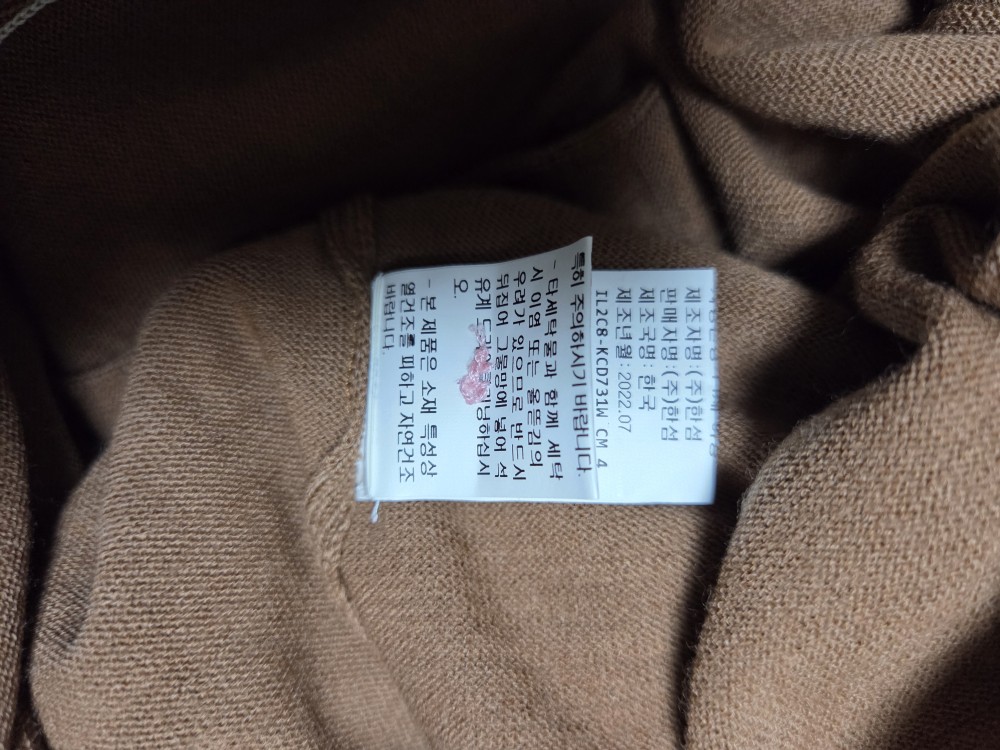 제조자명:(주)한섬
판매자명:(주)한섬
제조국명:한국
제조년월:2022.07
IL2C8-KCD731W CM 4
특히 주의하시기 바랍니다.
- 타세탁물과 함께 세탁
시 이염 또는 올뜯김의
우려가 있으므로 반드시
뒤집어 그물망에 넣어 석
유계
오.
- 본 제품은 소재 특성상
열건조를 피하고 자연건조
바랍니다.